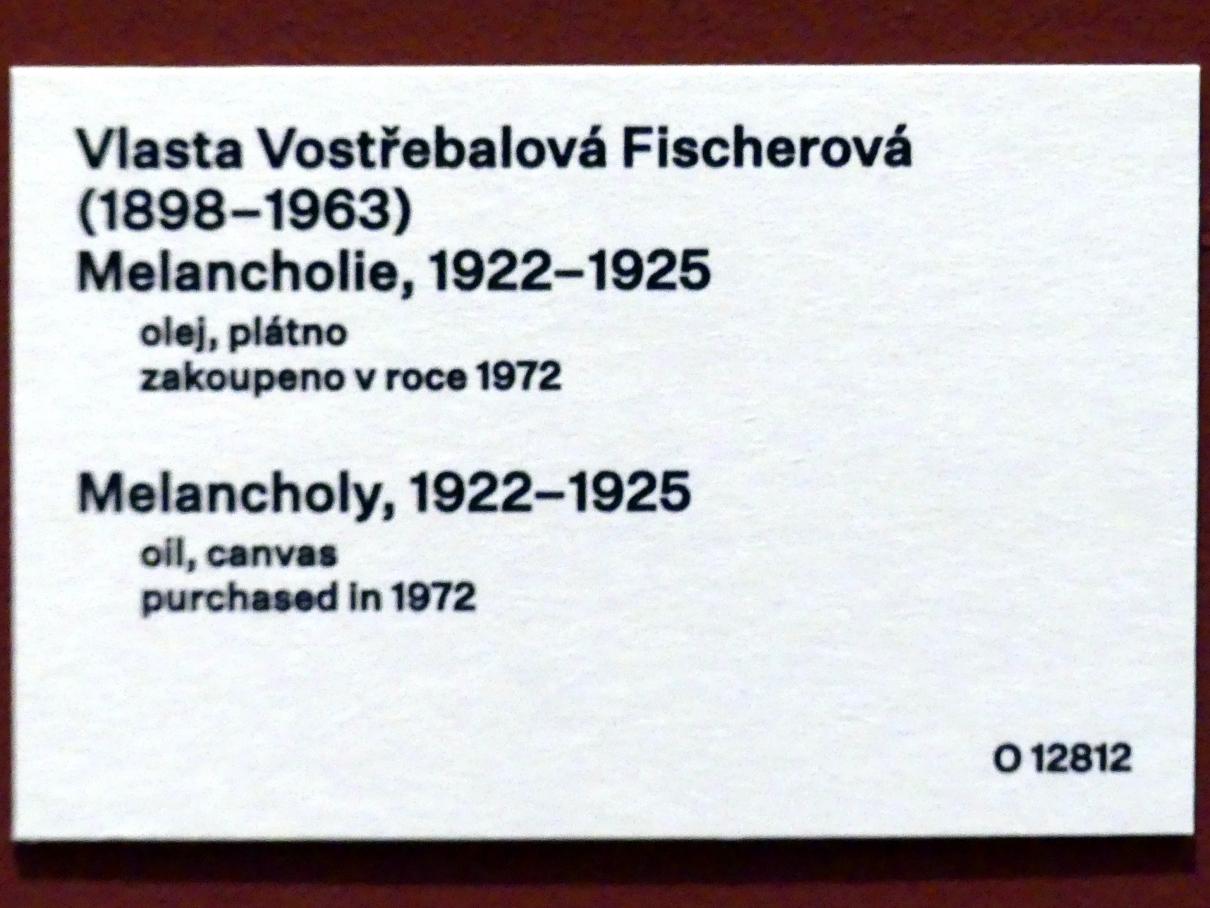 Vlasta Vostřebalová Fischerová
(1898–1963)
Melancholie, 1922–1925
olej, plátno
zakoupeno v roce 1972
Melancholy, 1922–1925
oil, canvas
purchased in 1972
O 12812